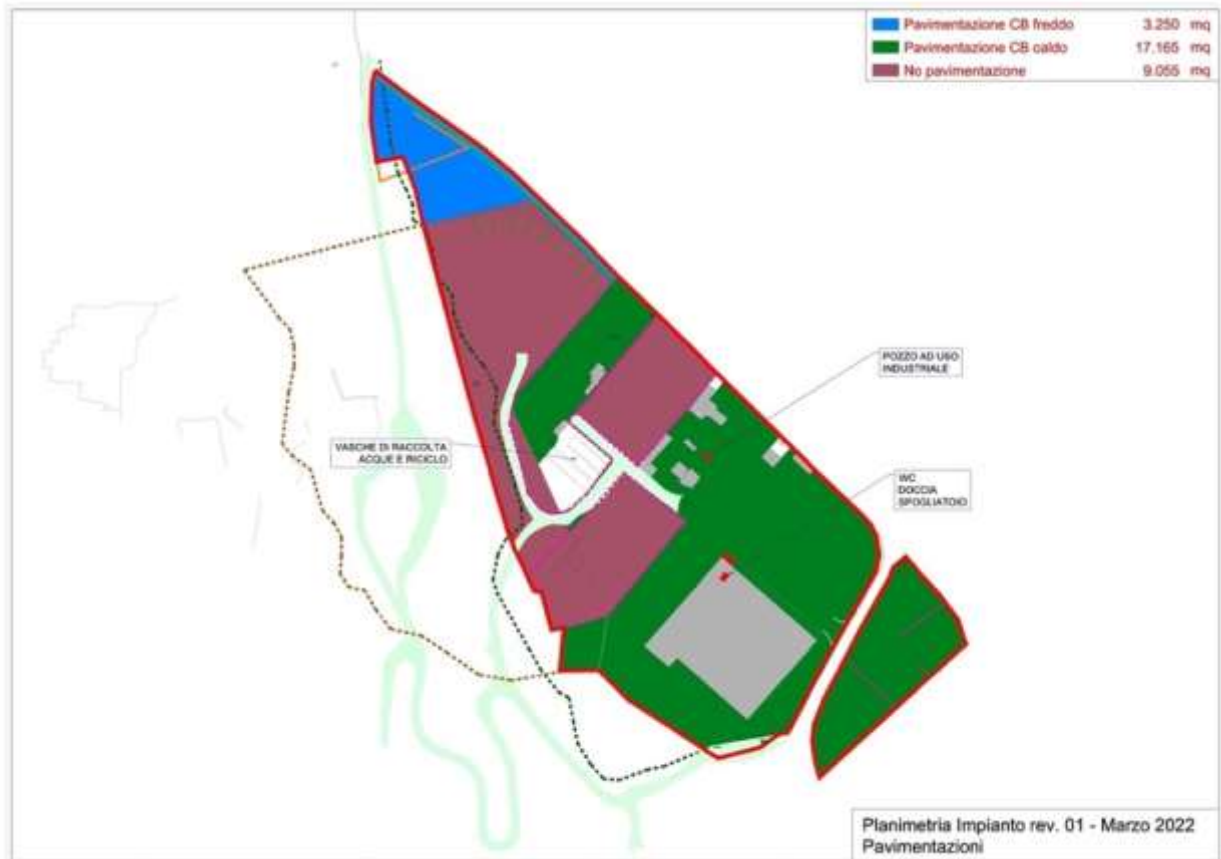 Pavimentazione CB freddo 3.250 mq
Pavimentazione CB caldo 17.165 mq
No pavimentazione 9.055 mq
POZZO AD USO
INDUSTRIALE
VASCHE DI RACCOLTA
ACQUE E RICICLO
WC
DOCCIA
SPOGLIATOIO
Planimetria Impianto rev. 01 - Marzo 2022
Pavimentazioni